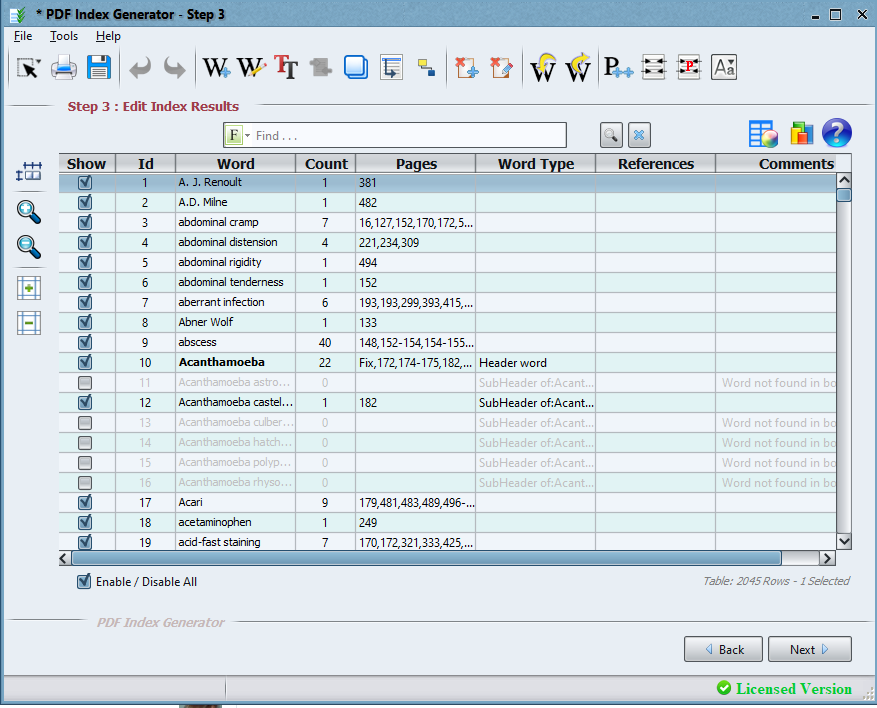 * PDF Index Generator - Step 3
File Tools Help
Step 3 : Edit Index Results
F Find . . .
Show Id Word Count Pages Word Type References Comments
1 A. J. Renoult 1 381
2 A.D. Milne 1 482
3 abdominal cramp 7 16,127,152,170,172,5...
4 abdominal distension 4 221,234,309
5 abdominal rigidity 1 494
6 abdominal tenderness 1 152
7 aberrant infection 6 193,193,299,393,415,...
8 Abner Wolf 1 133
9 abscess 40 148,152-154,154-155...
10 Acanthamoeba 22 Fix,172,174-175,182,... Header word
11 Acanthamoeba astro... 0 SubHeader of:Acant... Word not found in bo
12 Acanthamoeba castel... 1 182 SubHeader of:Acant...
13 Acanthamoeba culber... 0 SubHeader of:Acant... Word not found in bo
14 Acanthamoeba hatch... 0 SubHeader of:Acant... Word not found in bo
15 Acanthamoeba polyp... 0 SubHeader of:Acant... Word not found in bo
16 Acanthamoeba rhyso... 0 SubHeader of:Acant... Word not found in bo
17 Acari 9 179,481,483,489,496-...
18 acetaminophen 1 249
19 acid-fast staining 7 170,172,321,333,425,...
Enable / Disable All
Table: 2045 Rows - 1 Selected
PDF Index Generator
Back Next
Licensed Version